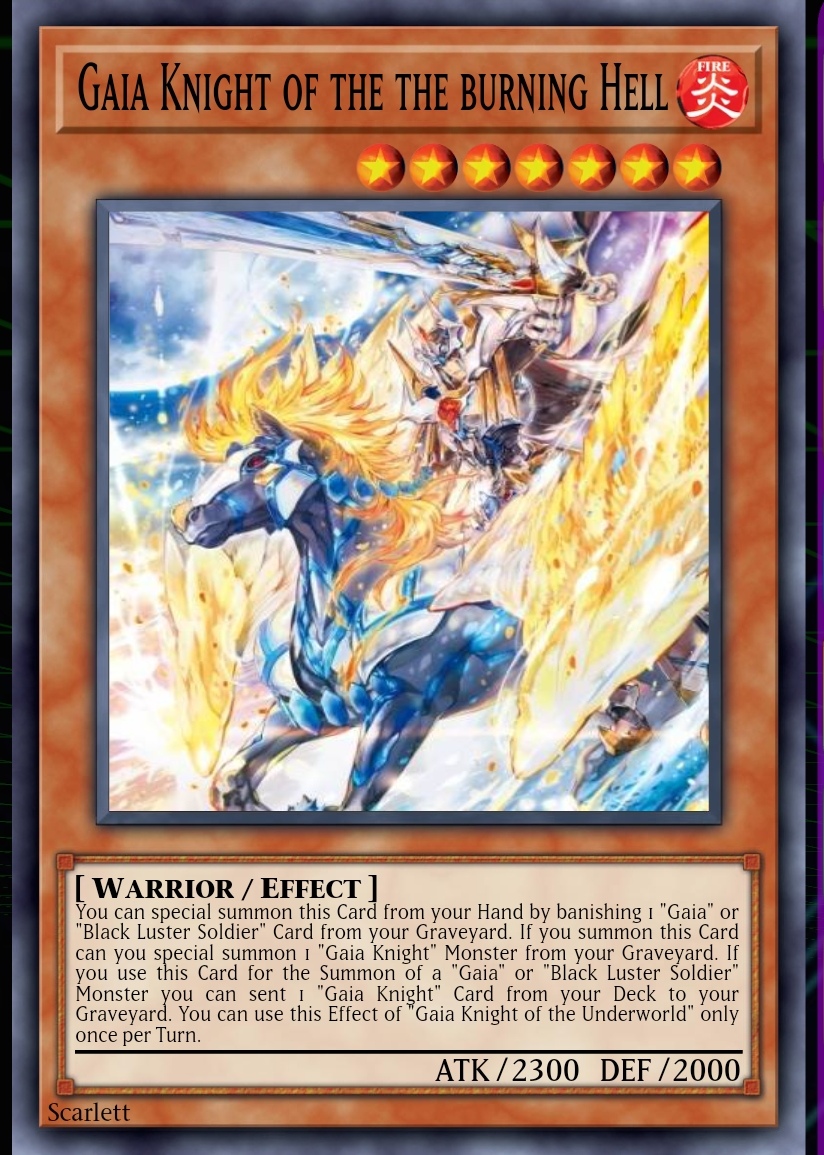 Gaia Knight of the the burning Hell
FIRE
炎
[ Warrior / Effect ]
You can special summon this Card from your Hand by banishing 1 "Gaia" or
"Black Luster Soldier" Card from your Graveyard. If you summon this Card
can you special summon 1 "Gaia Knight" Monster from your Graveyard. If
you use this Card for the Summon of a "Gaia" or "Black Luster Soldier"
Monster you can sent 1 "Gaia Knight" Card from your Deck to your
Graveyard. You can use this Effect of "Gaia Knight of the Underworld" only
once per Turn.
ATK/2300 DEF/2000
Scarlett